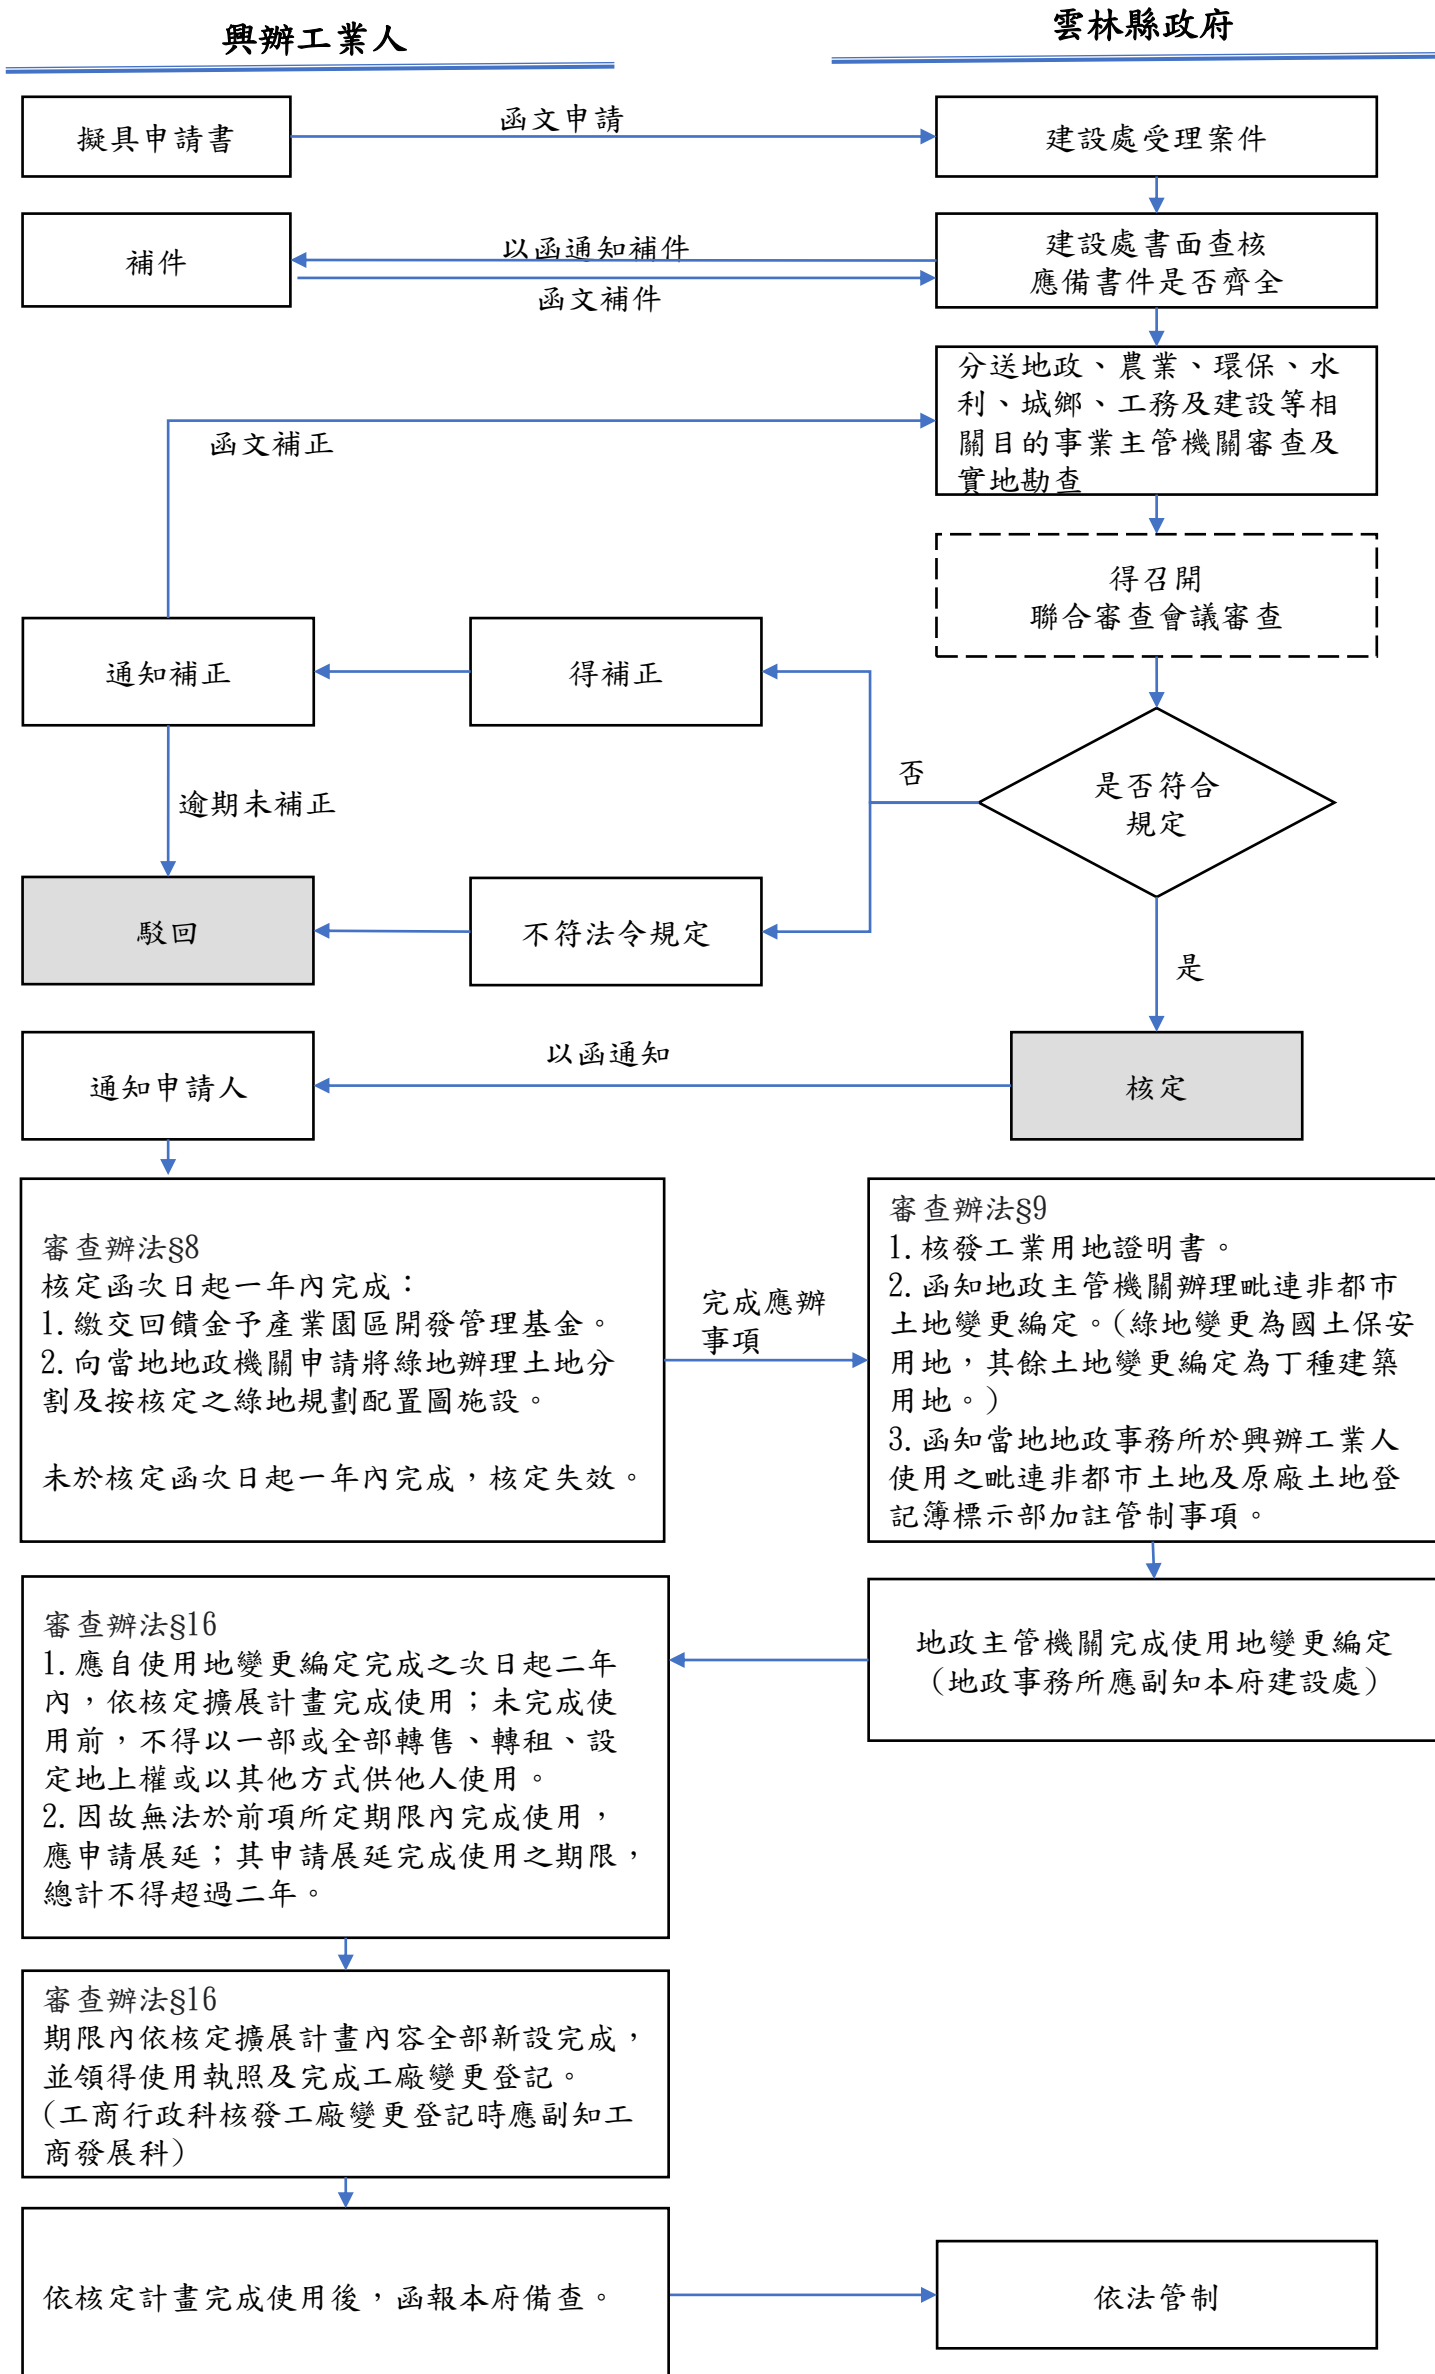 興辦工業人
雲林縣政府
擬具申請書
函文申請
建設處受理案件
補件
以函通知補件
函文補件
建設處書面查核
應備書件是否齊全
分送地政、農業、環保、水
利、城鄉、工務及建設等相
關目的事業主管機關審查及
實地勘查
函文補正
得召開
聯合審查會議審查
通知補正
得補正
否
是否符合
規定
逾期未補正
駁回
不符法令規定
是
通知申請人
以函通知
核定
審查辦法§8
核定函次日起一年內完成：
1.繳交回饋金予產業園區開發管理基金。
2.向當地地政機關申請將綠地辦理土地分
割及按核定之綠地規劃配置圖施設。
未於核定函次日起一年內完成，核定失效。
完成應辦
事項
審查辦法§9
1.核發工業用地證明書。
2.函知地政主管機關辦理毗連非都市
土地變更編定。(綠地變更為國土保安
用地，其餘土地變更編定為丁種建築
用地。)
3.函知當地地政事務所於興辦工業人
使用之毗連非都市土地及原廠土地登
記簿標示部加註管制事項。
審查辦法§16
1.應自使用地變更編定完成之次日起二年
內，依核定擴展計畫完成使用；未完成使
用前，不得以一部或全部轉售、轉租、設
定地上權或以其他方式供他人使用。
2.因故無法於前項所定期限內完成使用，
應申請展延；其申請展延完成使用之期限，
總計不得超過二年。
地政主管機關完成使用地變更編定
(地政事務所應副知本府建設處)
審查辦法§16
期限內依核定擴展計畫內容全部新設完成，
並領得使用執照及完成工廠變更登記。
(工商行政科核發工廠變更登記時應副知工
商發展科)
依核定計畫完成使用後，函報本府備查。
依法管制